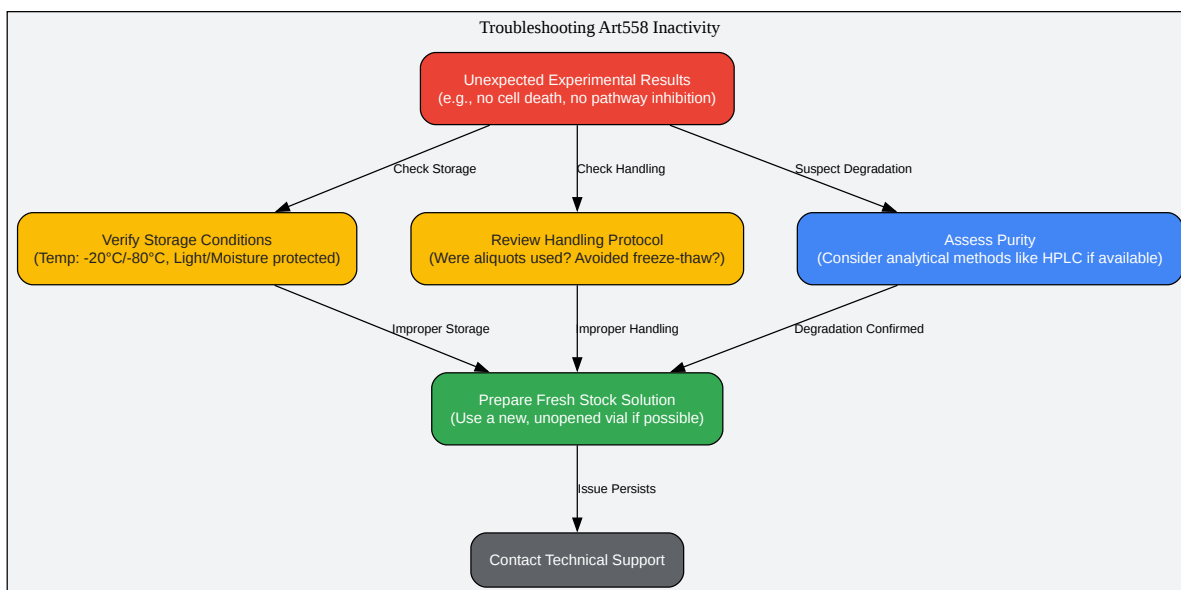 Troubleshooting Art558 Inactivity
Unexpected Experimental Results
(e.g., no cell death, no pathway inhibition)
Check Storage
Check Handling
Suspect Degradation
Verify Storage Conditions
(Temp: -20°C/-80°C, Light/Moisture protected)
Review Handling Protocol
(Were aliquots used? Avoided freeze-thaw?)
Assess Purity
(Consider analytical methods like HPLC if available)
Improper Storage
Improper Handling
Degradation Confirmed
Prepare Fresh Stock Solution
(Use a new, unopened vial if possible)
Issue Persists
Contact Technical Support